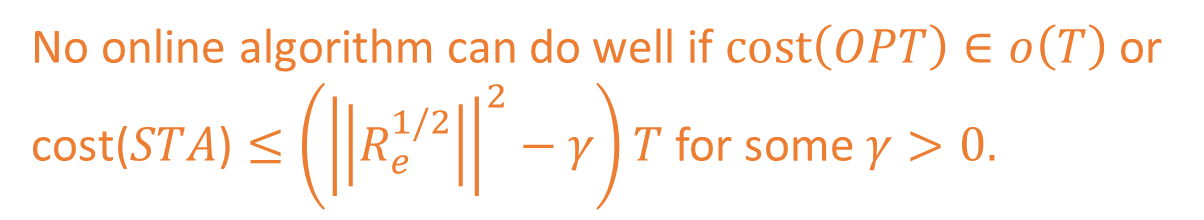 No online algorithm can do well if cost(𝑂𝑃𝑇) ∈ 𝑜(𝑇) or
cost(𝑆𝑇𝐴) ≤ (‖𝑅_𝑒^{1/2}‖^2 − 𝛾) 𝑇 for some 𝛾 > 0.